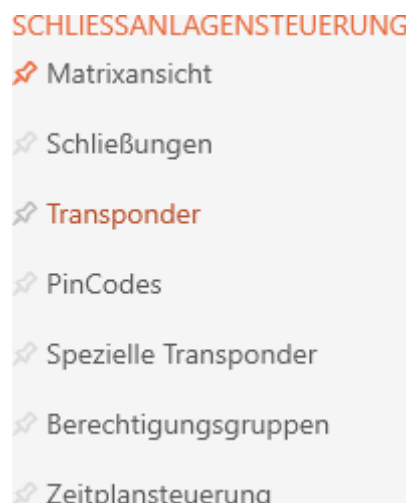 SCHLIESSANLAGENSTEUERUNG
Matrixansicht
Schließungen
Transponder
PinCodes
Spezielle Transponder
Berechtigungsgruppen
Zeitplansteuerung